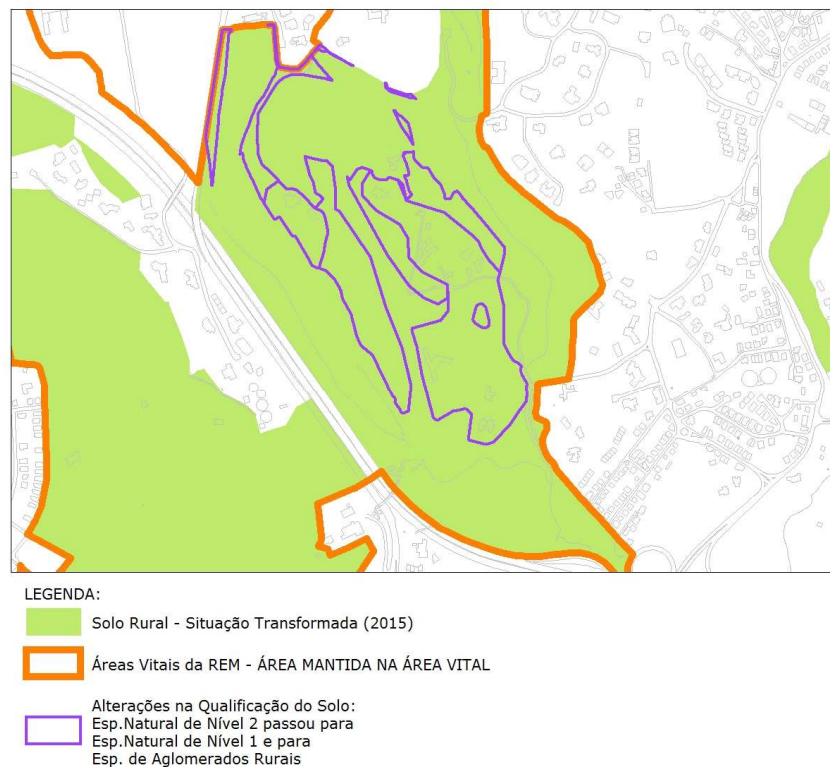 LEGENDA:
Solo Rural - Situação Transformada (2015)
Áreas Vitais da REM - ÁREA MANTIDA NA ÁREA VITAL
Alterações na Qualificação do Solo:
Esp.Natural de Nível 2 passou para
Esp.Natural de Nível 1 e para
Esp. de Aglomerados Rurais